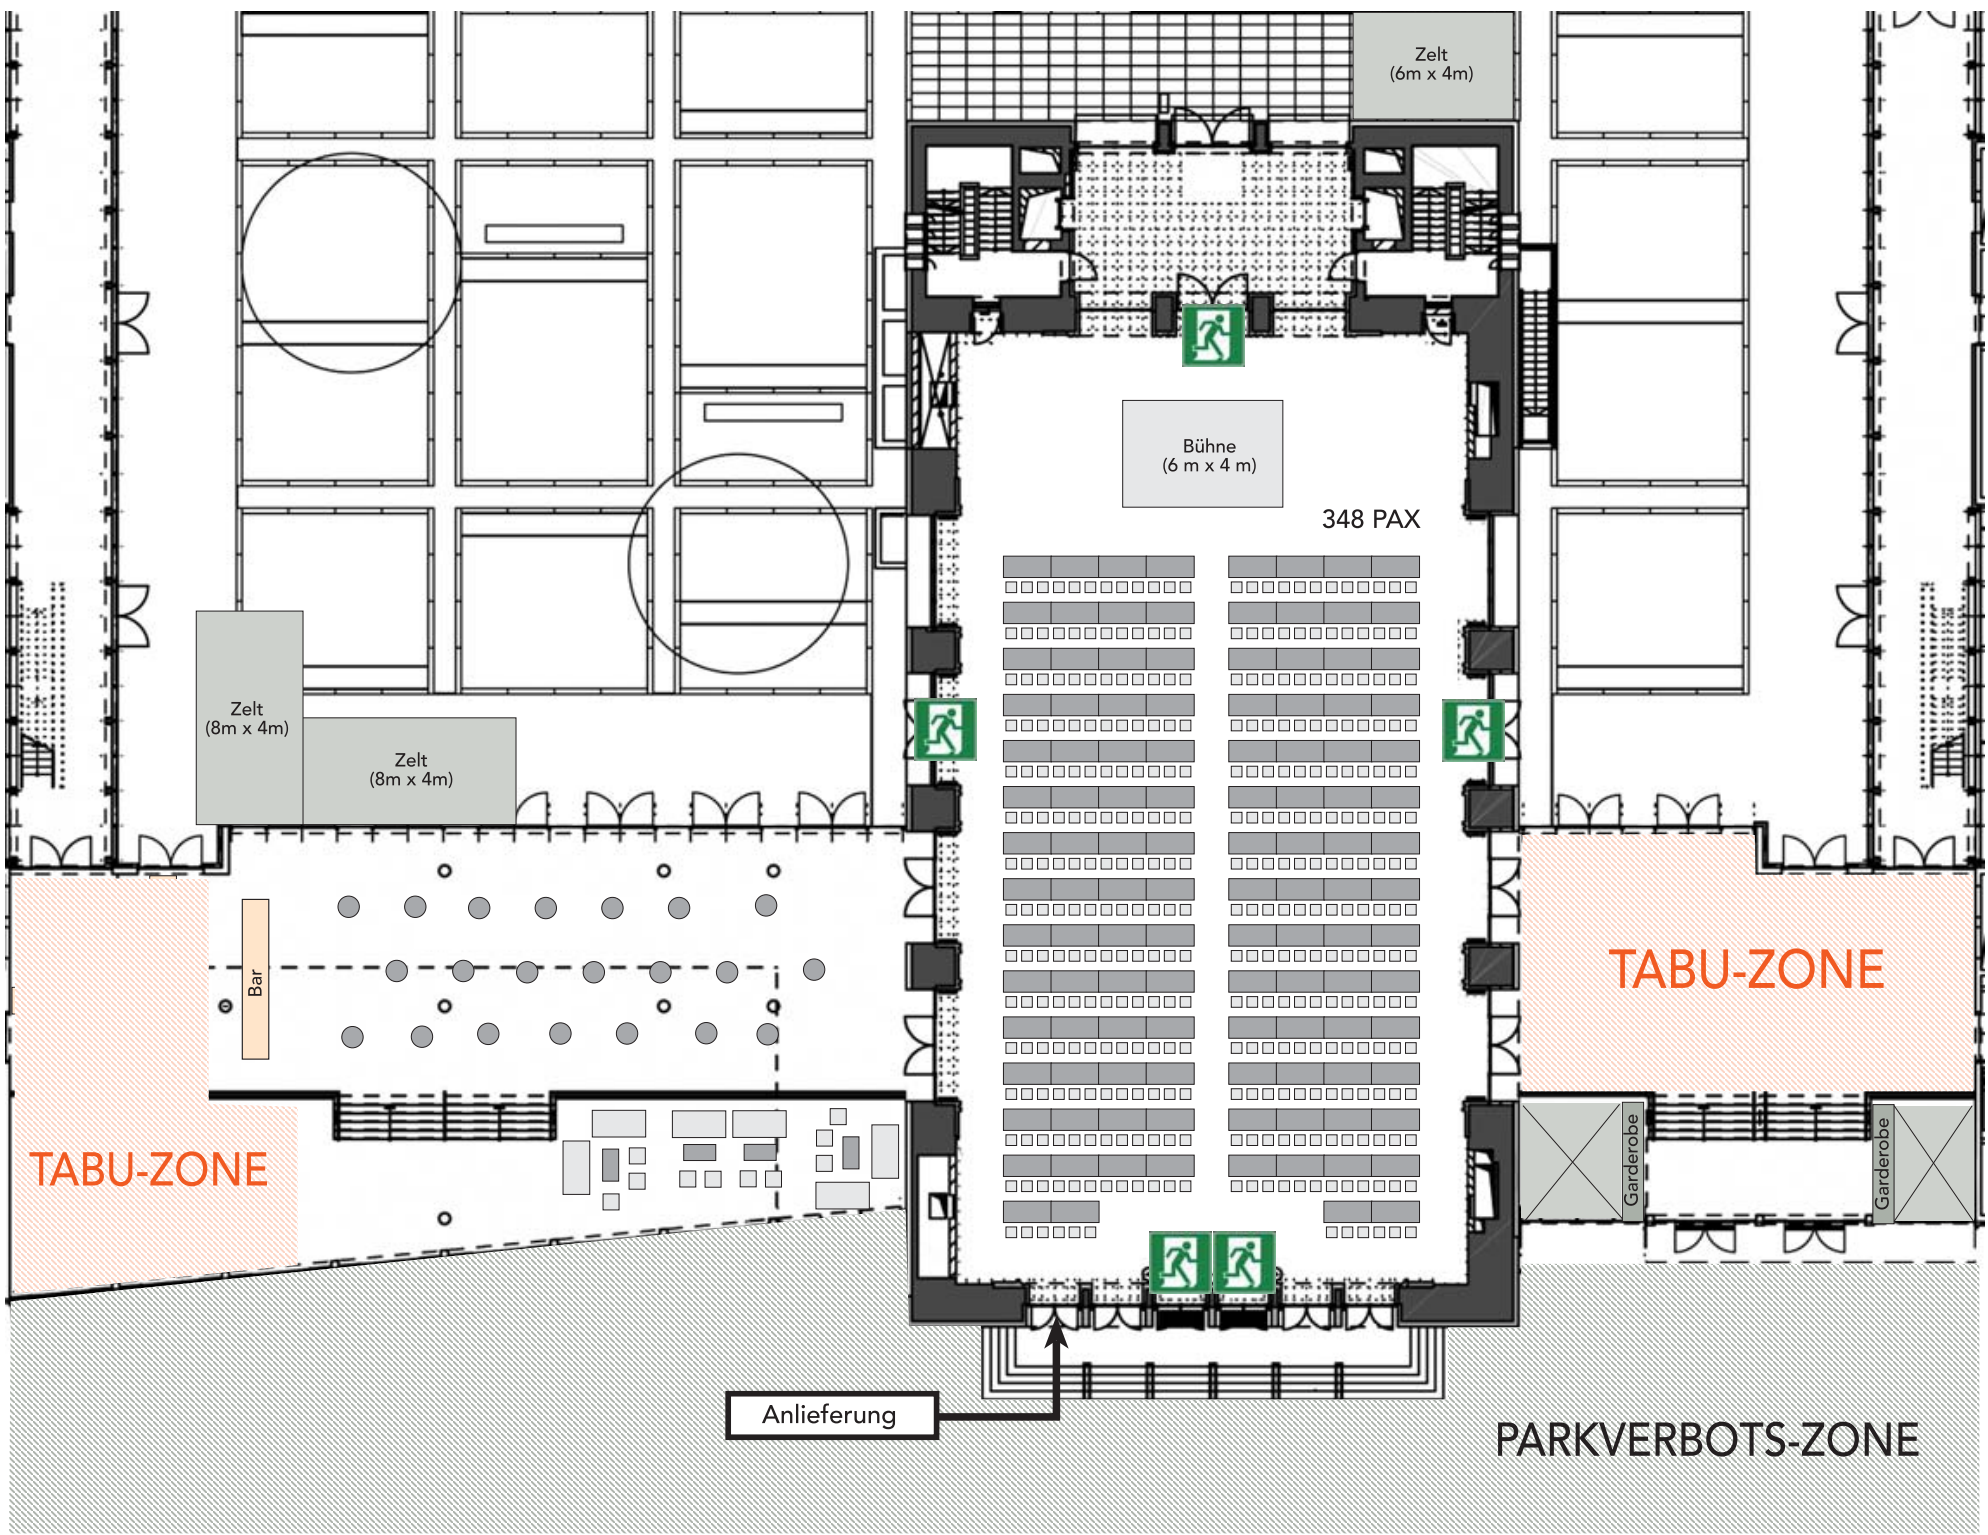 Zelt
(6m x 4m)
Bühne
(6 m x 4 m)
348 PAX
Zelt
(8m x 4m)
Zelt
(8m x 4m)
Bar
TABU-ZONE
TABU-ZONE
Garderobe
Garderobe
Anlieferung
PARKVERBOTS-ZONE